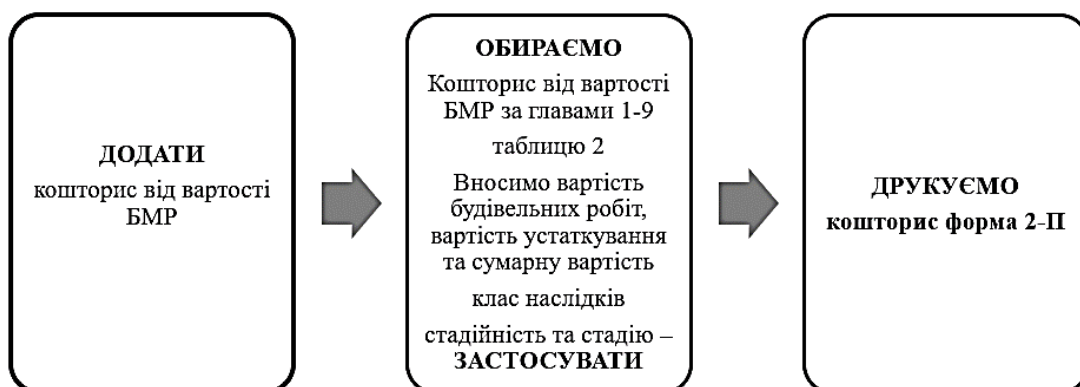 ДОДАТИ
кошторис від вартості
БМР
ОБИРАЄМО
Кошторис від вартості
БМР за главами 1-9
таблицю 2
Вносимо вартість
будівельних робіт,
вартість устаткування
та сумарну вартість
клас наслідків
стадійність та стадію –
ЗАСТОСУВАТИ
ДРУКУЄМО
кошторис форма 2-П